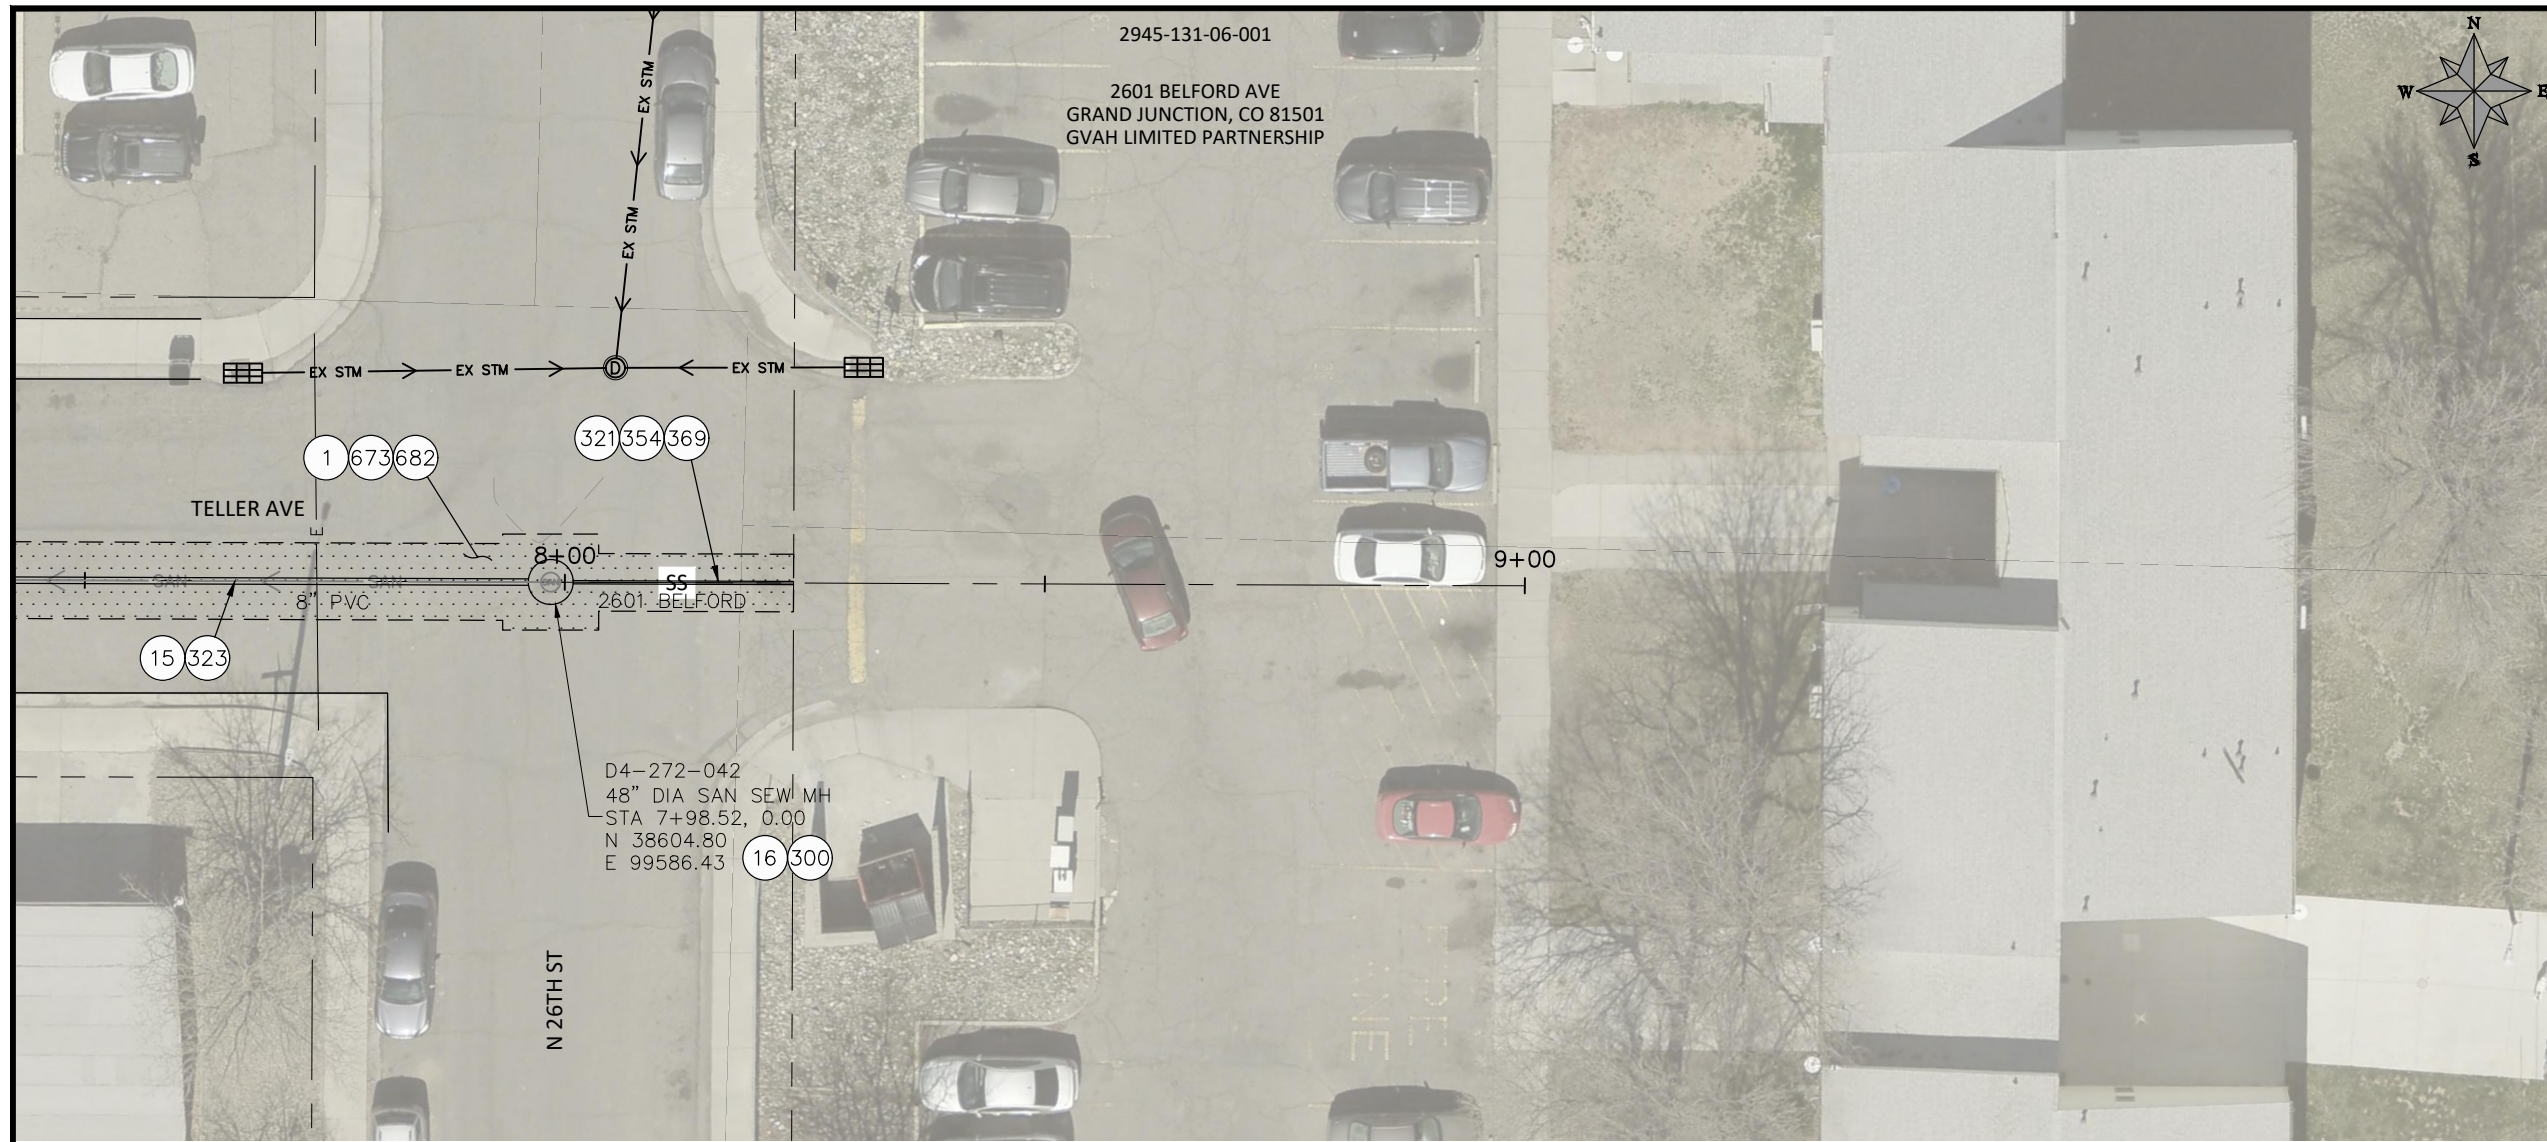 2945-131-06-001
2601 BELFORD AVE
GRAND JUNCTION, CO 81501
GVAH LIMITED PARTNERSHIP
N
W
E
S
EX STM
EX STM
EX STM
EX STM
D
EX STM
321 354 369
1 673 682
TELLER AVE
8+00
9+00
SAN
SAN
SAN
SS
8" PVC
2601 BELFORD
15 323
D4-272-042
48" DIA SAN SEW MH
STA 7+98.52, 0.00
N 38604.80
E 99586.43
16 300
N 26TH ST